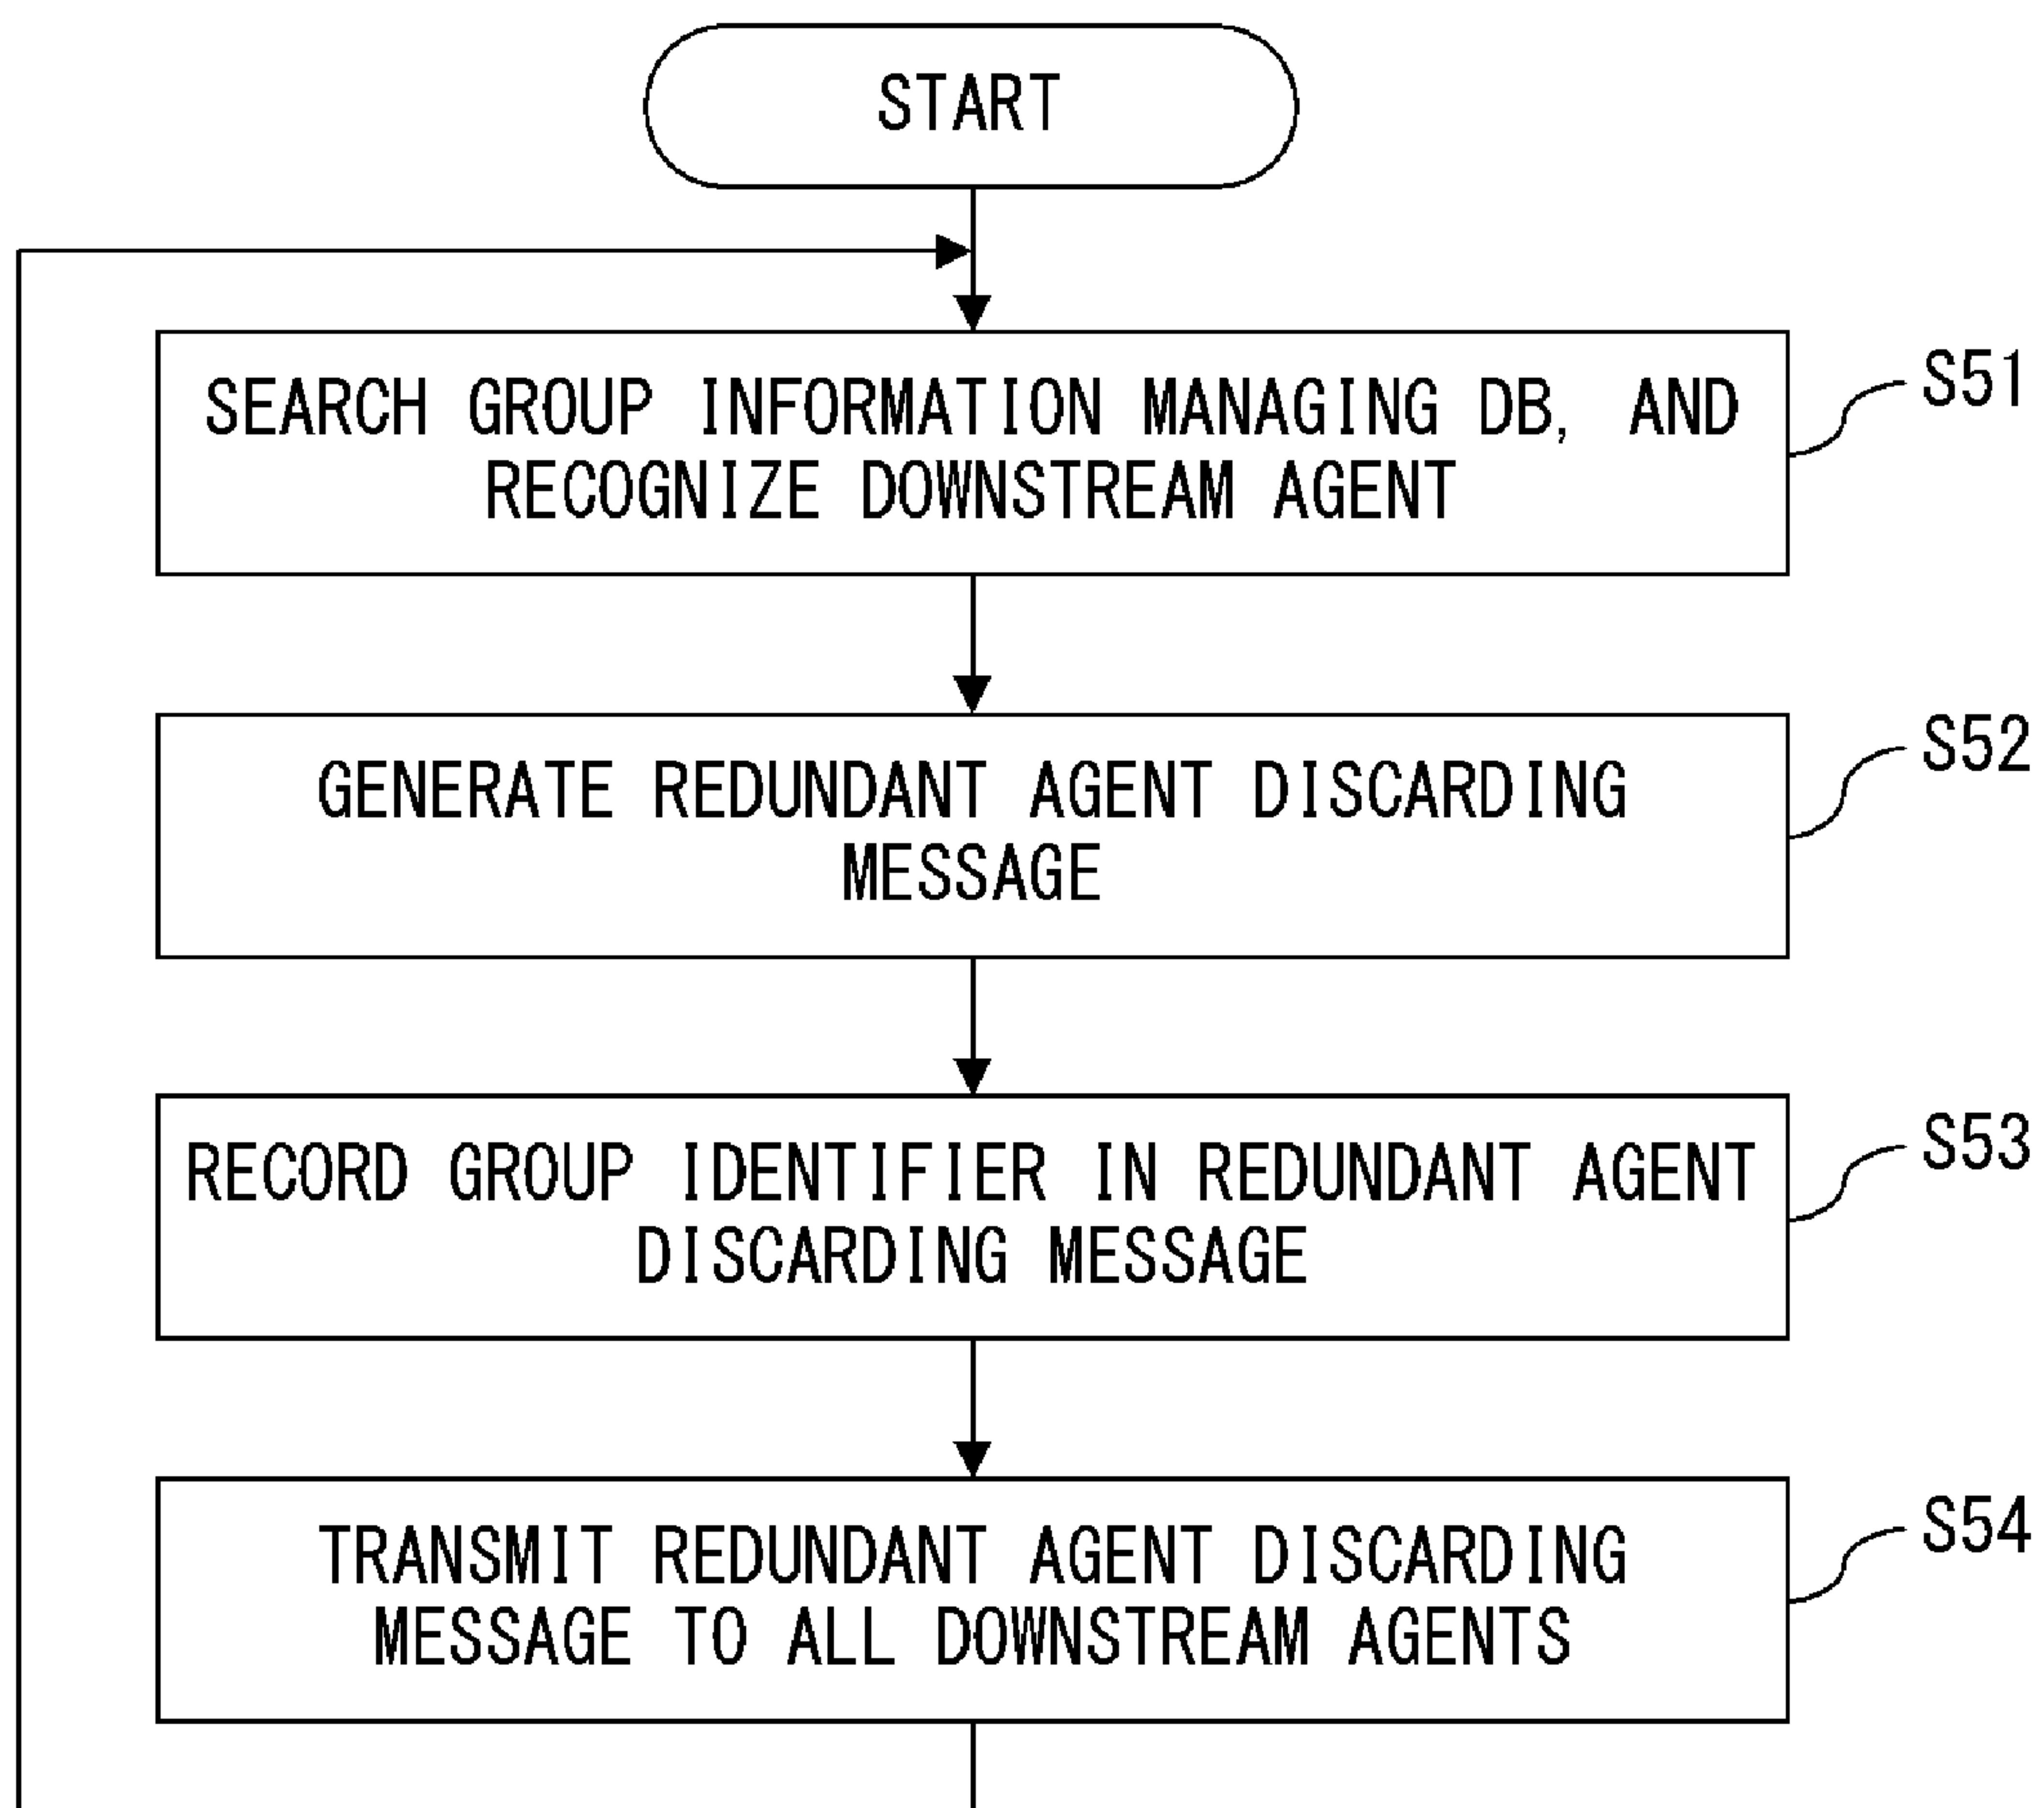 START
SEARCH GROUP INFORMATION MANAGING DB, AND
RECOGNIZE DOWNSTREAM AGENT
S51
GENERATE REDUNDANT AGENT DISCARDING
MESSAGE
S52
RECORD GROUP IDENTIFIER IN REDUNDANT AGENT
DISCARDING MESSAGE
S53
TRANSMIT REDUNDANT AGENT DISCARDING
MESSAGE TO ALL DOWNSTREAM AGENTS
S54